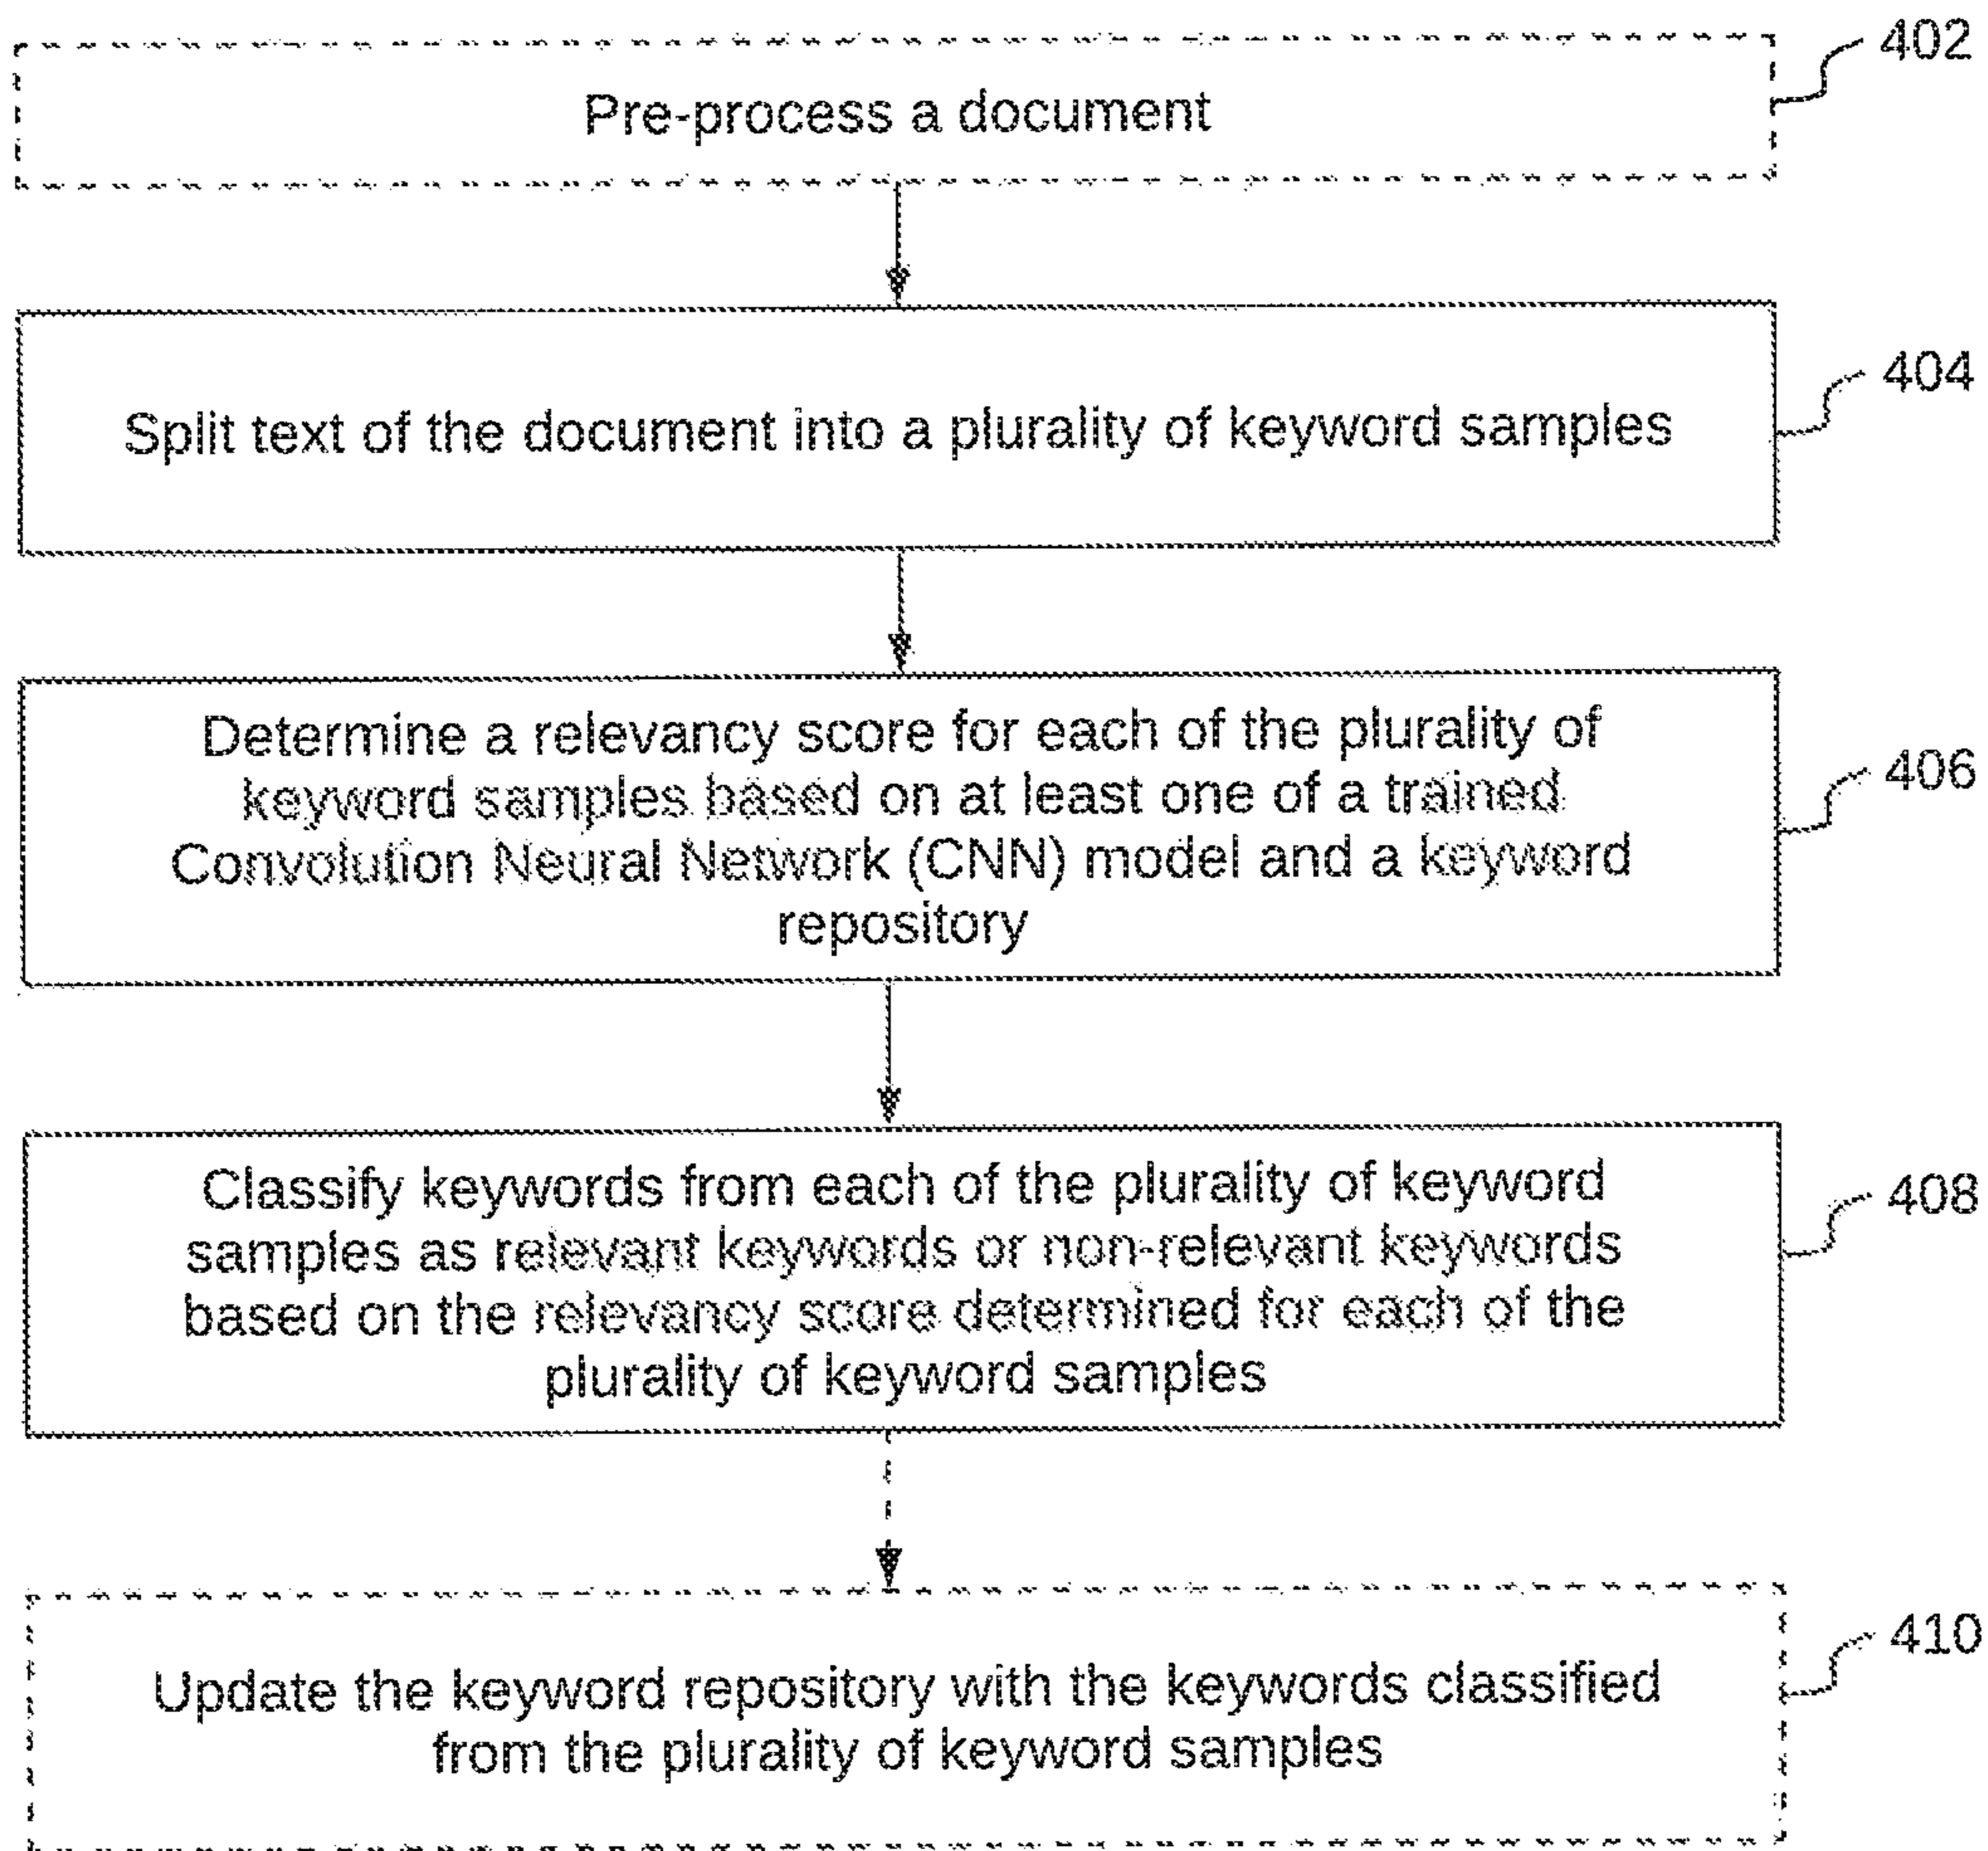 402
Pre-process a document
404
Split text of the document into a plurality of keyword samples
406
Determine a relevancy score for each of the plurality of
keyword samples based on at least one of a trained
Convolution Neural Network (CNN) model and a keyword
repository
408
Classify keywords from each of the plurality of keyword
samples as relevant keywords or non-relevant keywords
based on the relevancy score determined for each of the
plurality of keyword samples
410
Update the keyword repository with the keywords classified
from the plurality of keyword samples